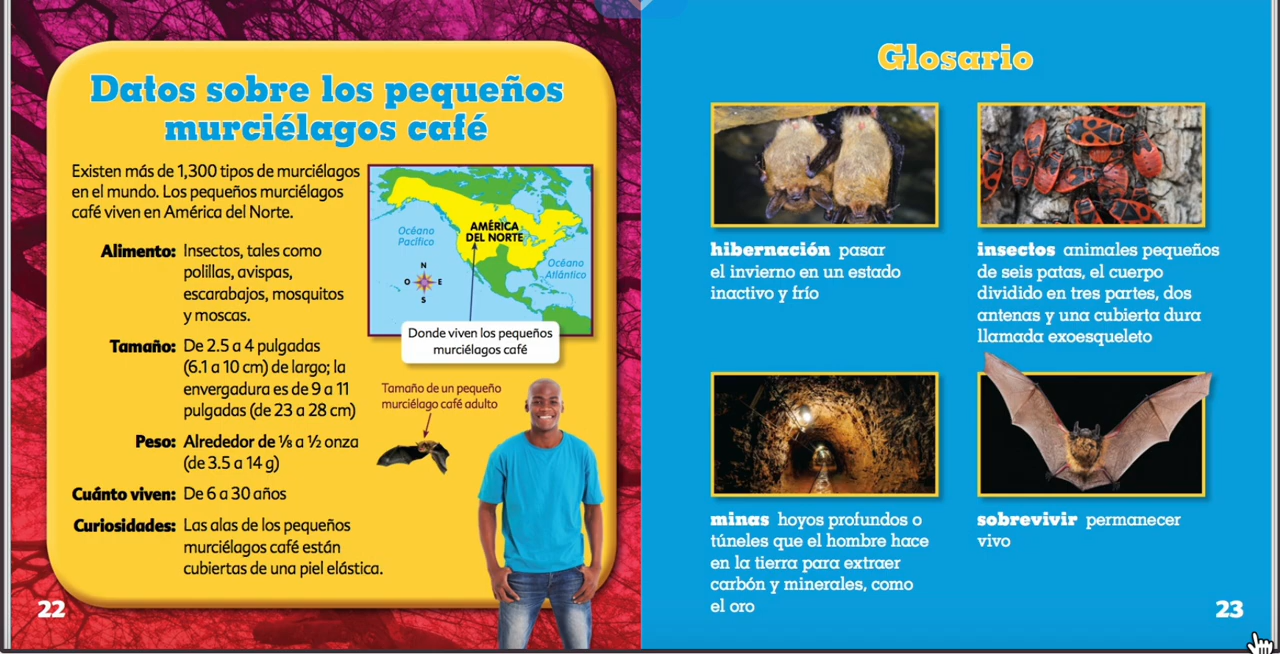 Datos sobre los pequeños
murciélagos café
Existen más de 1,300 tipos de murciélagos
en el mundo. Los pequeños murciélagos
café viven en América del Norte.
Alimento: Insectos, tales como
polillas, avispas,
escarabajos, mosquitos
y moscas.
Tamaño: De 2.5 a 4 pulgadas
(6.1 a 10 cm) de largo; la
envergadura es de 9 a 11
pulgadas (de 23 a 28 cm)
Peso: Alrededor de ⅛ a ½ onza
(de 3.5 a 14 g)
Cuánto viven: De 6 a 30 años
Curiosidades: Las alas de los pequeños
murciélagos café están
cubiertas de una piel elástica.
Océano
Pacífico
AMÉRICA
DEL NORTE
Océano
Atlántico
N
O E
S
Donde viven los pequeños
murciélagos café
Tamaño de un pequeño
murciélago café adulto
22
Glosario
hibernación pasar
el invierno en un estado
inactivo y frío
insectos animales pequeños
de seis patas, el cuerpo
dividido en tres partes, dos
antenas y una cubierta dura
llamada exoesqueleto
minas hoyos profundos o
túneles que el hombre hace
en la tierra para extraer
carbón y minerales, como
el oro
sobrevivir permanecer
vivo
23